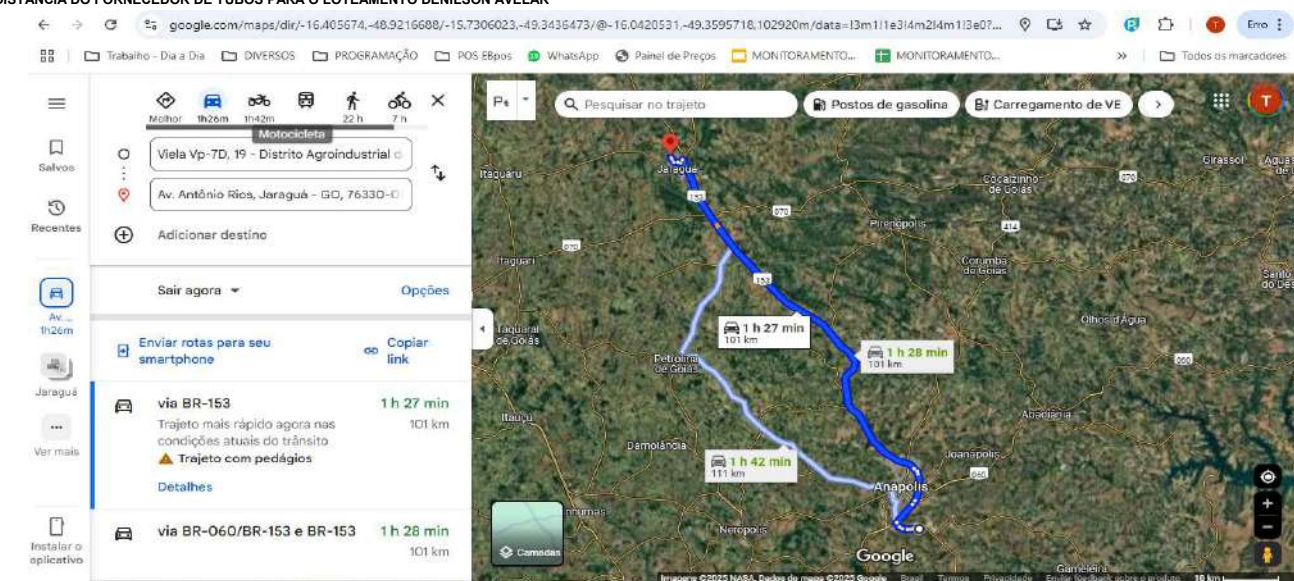 DISTÂNCIA DO FORNECEDOR DE TUBOS PARA O LOTEAMENTO DENILSON AVELAR
google.com/maps/dir/-16.405674,-48.9216688/-15.7306023,-49.3436473/@-16.0420531,-49.3595718,102920m/data=!3m1!1e3!4m2!4m1!3e0?...
Erro
Trabalho - Dia a Dia
DIVERSOS
PROGRAMAÇÃO
POS EBpos
WhatsApp
Painel de Preços
MONITORAMENTO...
MONITORAMENTO...
Todos os marcadores
Salvos
Recentes
Av. ...
1h26m
Jaraguá
Ver mais
Instalar o
aplicativo
Melhor
1h26m
1h42m
22 h
7 h
Motocicleta
Viela Vp-7D, 19 - Distrito Agroindustrial
Av. Antônio Rios, Jaraguá - GO, 76330-0
Adicionar destino
Sair agora
Opções
Enviar rotas para seu
smartphone
Copiar
link
via BR-153
1 h 27 min
Trajeto mais rápido agora nas
101 km
condições atuais do trânsito
Trajeto com pedágios
Detalhes
via BR-060/BR-153 e BR-153
1 h 28 min
101 km
Pesquisar no trajeto
Postos de gasolina
Carregamento de VE
T
T
Itaguaru
Jaraguá
Girassol
Cocalzinho
de Goiás
070
153
070
Pirenópolis
414
070
Itaguari
Corumbá
de Goiás
153
Olhos d'Água
1 h 27 min
101 km
Taquaral
de Goiás
1 h 28 min
101 km
Petrolina
de Goiás
060
Itauçu
Abadiânia
Damolândia
1 h 42 min
111 km
Joanápolis
060
Anápolis
Inhumas
Nerópolis
Camadas
Google
Gameleira
Imagens ©2025 NASA, Dados do mapa ©2025 Google
Brasil
Termos
Privacidade
Enviar feedback sobre o produto
10 km